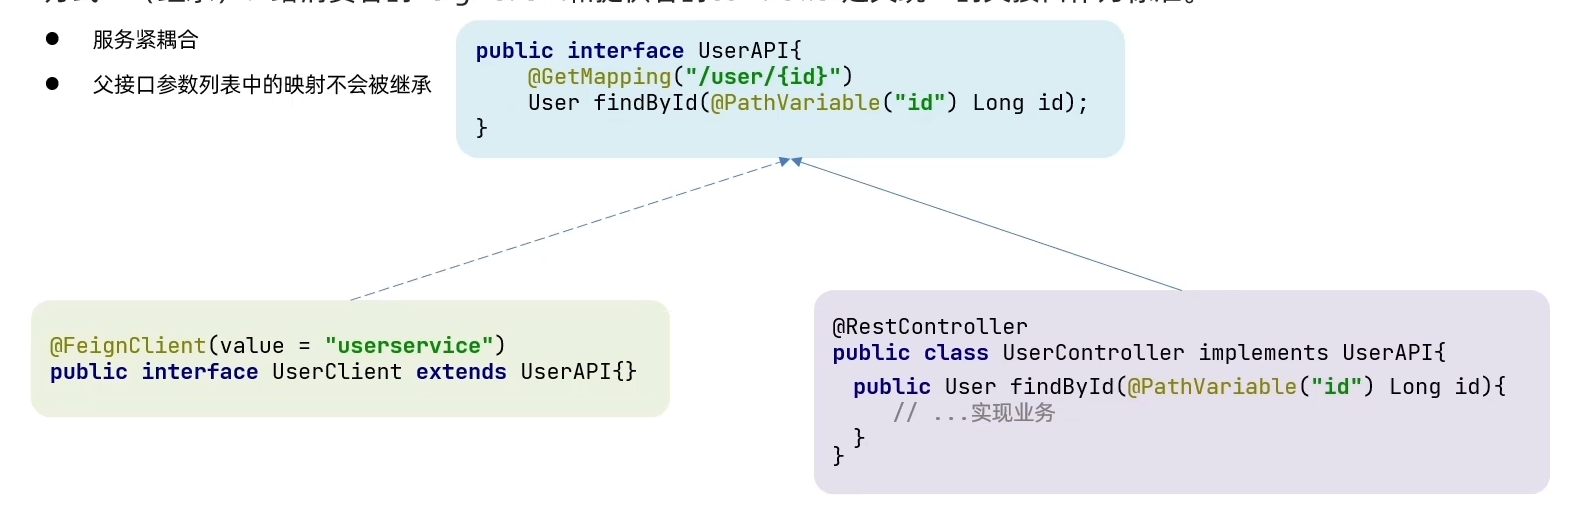 服务紧耦合
父接口参数列表中的映射不会被继承
public interface UserAPI{
@GetMapping("/user/{id}")
User findById(@PathVariable("id") Long id);
}
@FeignClient(value = "userservice")
public interface UserClient extends UserAPI{}
@RestController
public class UserController implements UserAPI{
public User findById(@PathVariable("id") Long id){
// ...实现业务
}
}